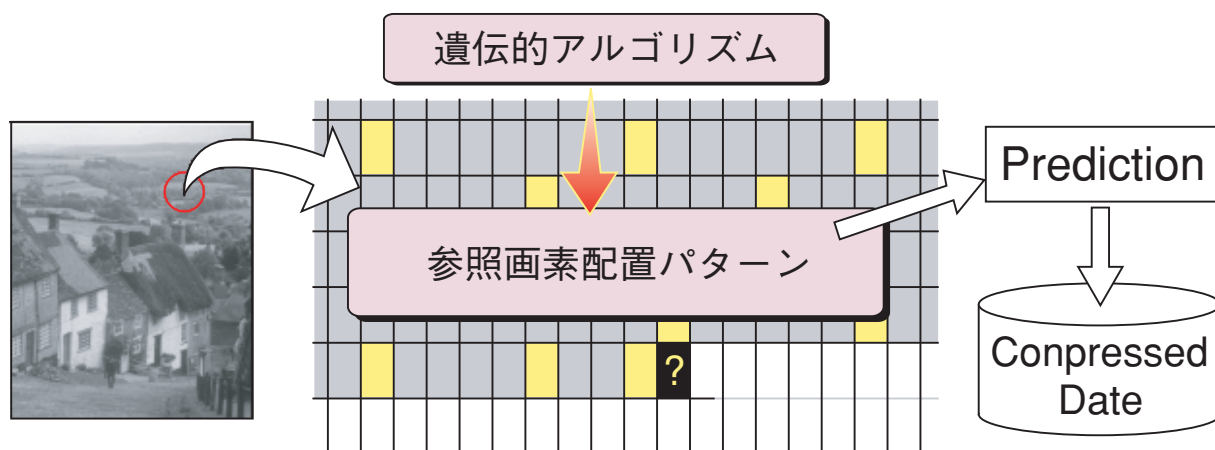 遺伝的アルゴリズム
参照画素配置パターン
?
Prediction
Conpressed
Date